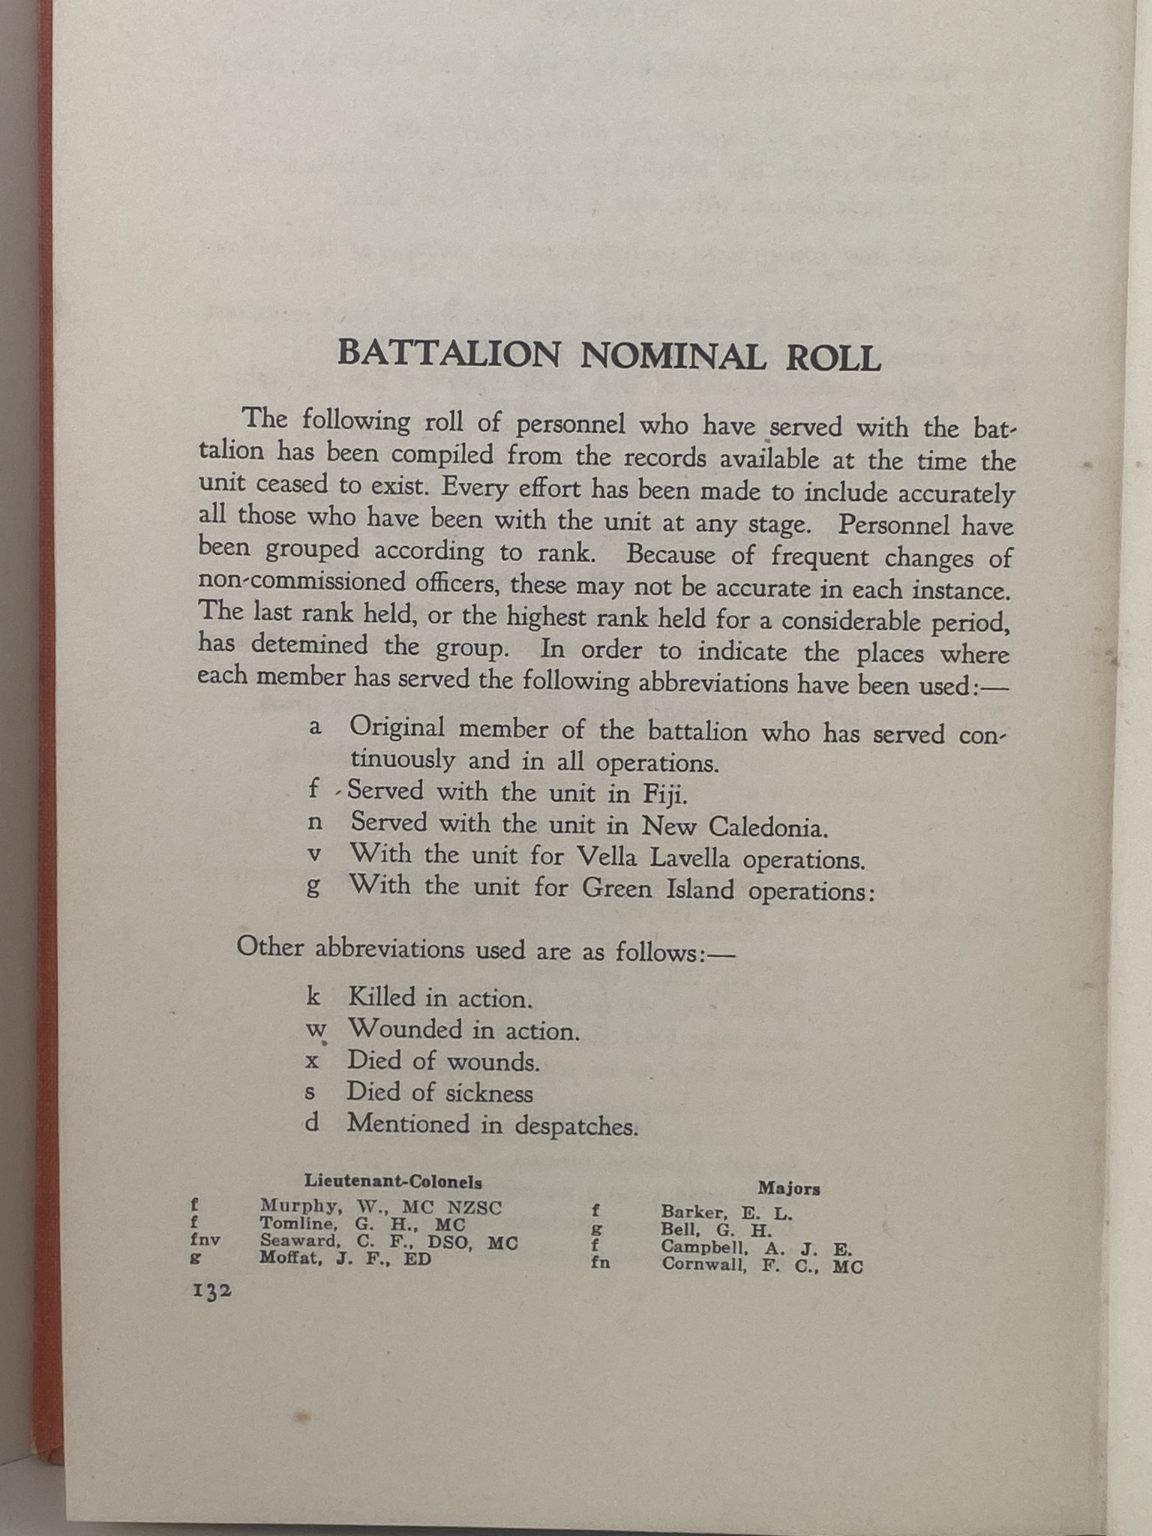 BATTALION NOMINAL ROLL
The following roll of personnel who have served with the bat-
talion has been compiled from the records available at the time the
unit ceased to exist. Every effort has been made to include accurately
all those who have been with the unit at any stage. Personnel have
been grouped according to rank. Because of frequent changes of
non-commissioned officers, these may not be accurate in each instance.
The last rank held, or the highest rank held for a considerable period,
has detemined the group. In order to indicate the places where
each member has served the following abbreviations have been used:—
a Original member of the battalion who has served con-
tinuously and in all operations.
f Served with the unit in Fiji.
n Served with the unit in New Caledonia.
v With the unit for Vella Lavella operations.
g With the unit for Green Island operations:
Other abbreviations used are as follows:—
k Killed in action.
w Wounded in action.
x Died of wounds.
s Died of sickness
d Mentioned in despatches.
Lieutenant-Colonels
f Murphy, W., MC NZSC
f Tomline, G. H., MC
fnv Seaward, C. F., DSO, MC
g Moffat, J. F., ED
Majors
f Barker, E. L.
g Bell, G. H.
f Campbell, A. J. E.
fn Cornwall, F. C., MC
132